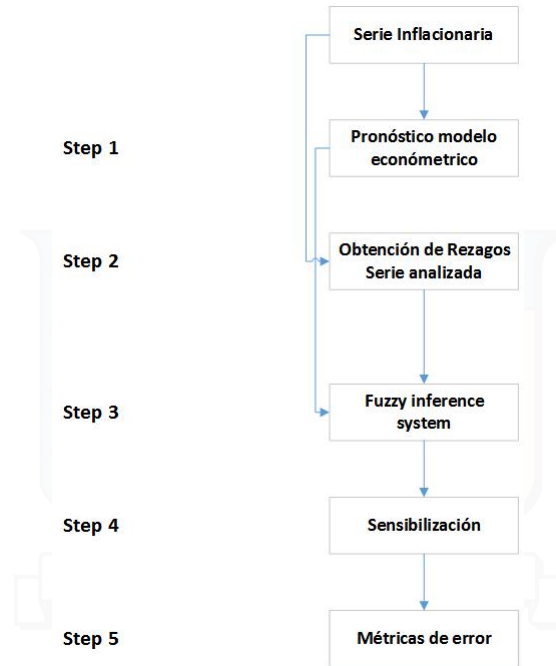 Serie Inflacionaria
Step 1
Pronóstico modelo
económetrico
Step 2
Obtención de Rezagos
Serie analizada
Step 3
Fuzzy inference
system
Step 4
Sensibilización
Step 5
Métricas de error